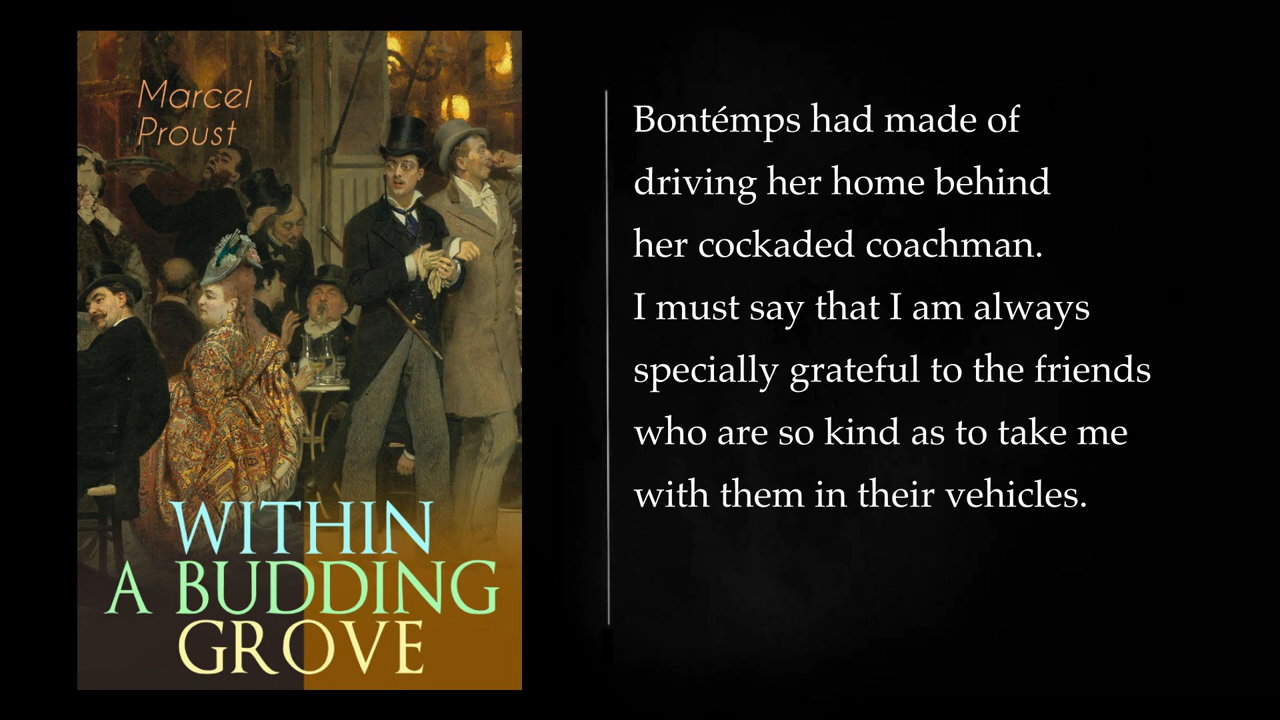 Marcel
Proust
WITHIN
A BUDDING
GROVE
Bontémps had made of
driving her home behind
her cockaded coachman.
I must say that I am always
specially grateful to the friends
who are so kind as to take me
with them in their vehicles.